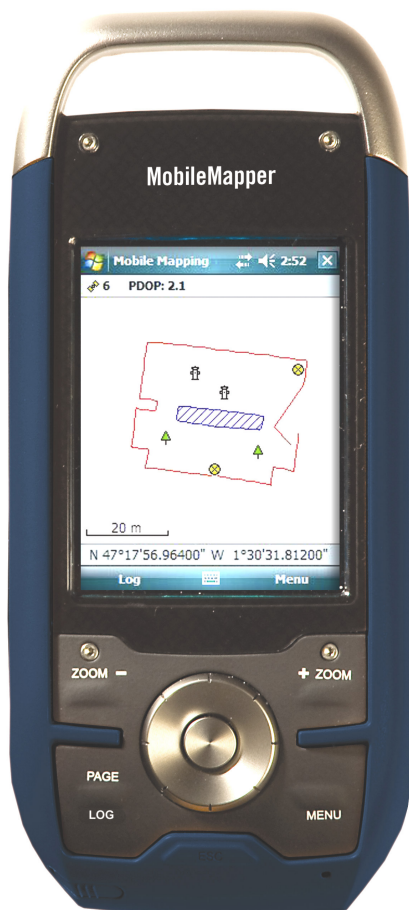 MobileMapper
Mobile Mapping 2:52
6 PDOP: 2.1
20 m
N 47°17'56.96400" W 1°30'31.81200"
Log Menu
ZOOM − + ZOOM
PAGE
LOG MENU